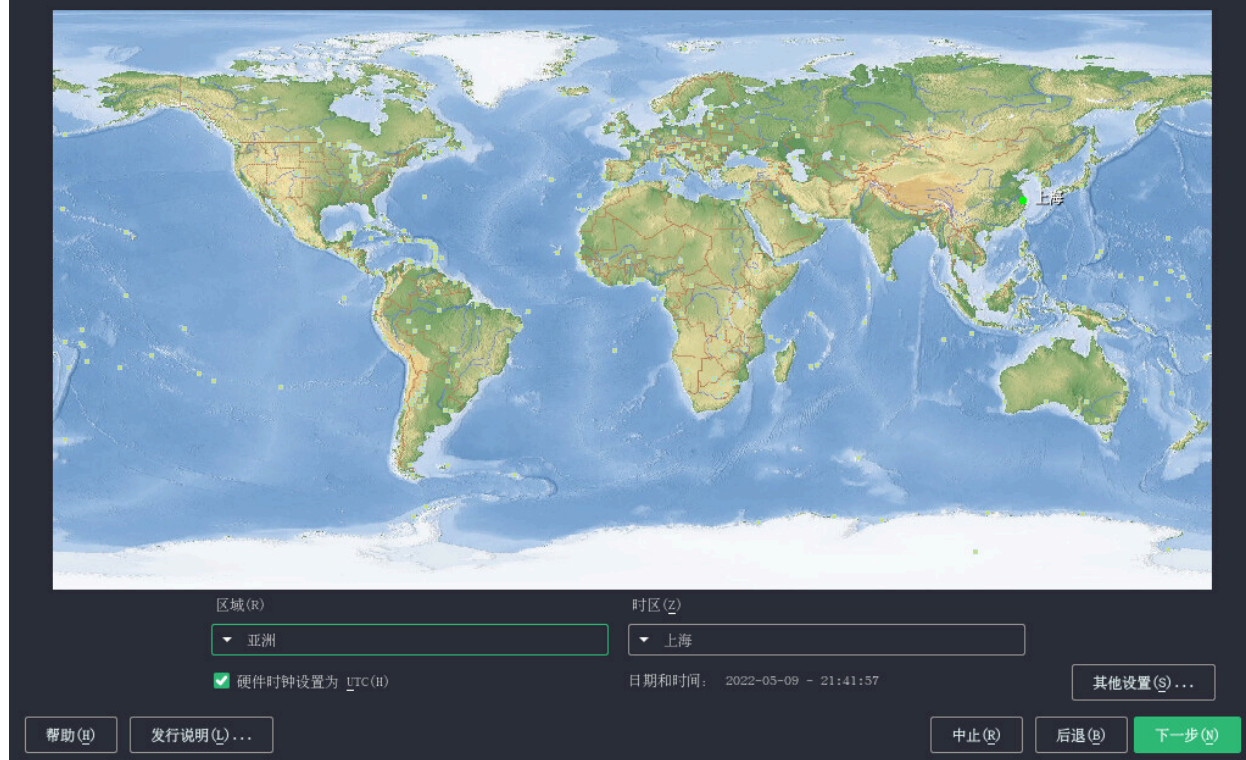 上海
区域(R)
时区(Z)
亚洲
上海
硬件时钟设置为 UTC(H)
日期和时间: 2022-05-09 - 21:41:57
其他设置(S)...
帮助(H)
发行说明(L)...
中止(R)
后退(B)
下一步(N)